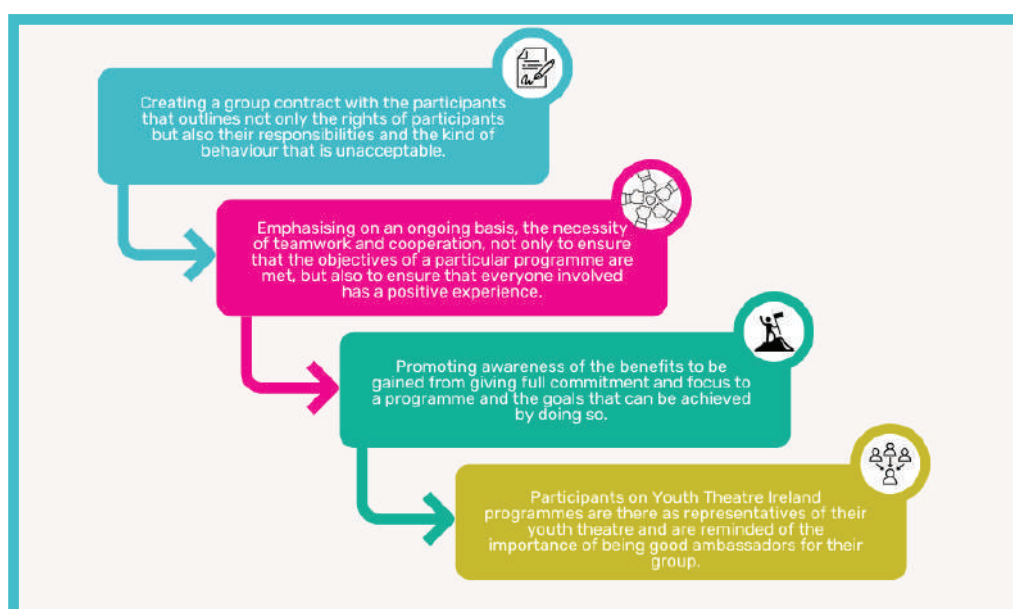 Creating a group contract with the participants
that outlines not only the rights of participants
but also their responsibilities and the kind of
behaviour that is unacceptable.
Emphasising on an ongoing basis, the necessity
of teamwork and cooperation, not only to ensure
that the objectives of a particular programme are
met, but also to ensure that everyone involved
has a positive experience.
Promoting awareness of the benefits to be
gained from giving full commitment and focus to
a programme and the goals that can be achieved
by doing so.
Participants on Youth Theatre Ireland
programmes are there as representatives of their
youth theatre and are reminded of the
importance of being good ambassadors for their
group.